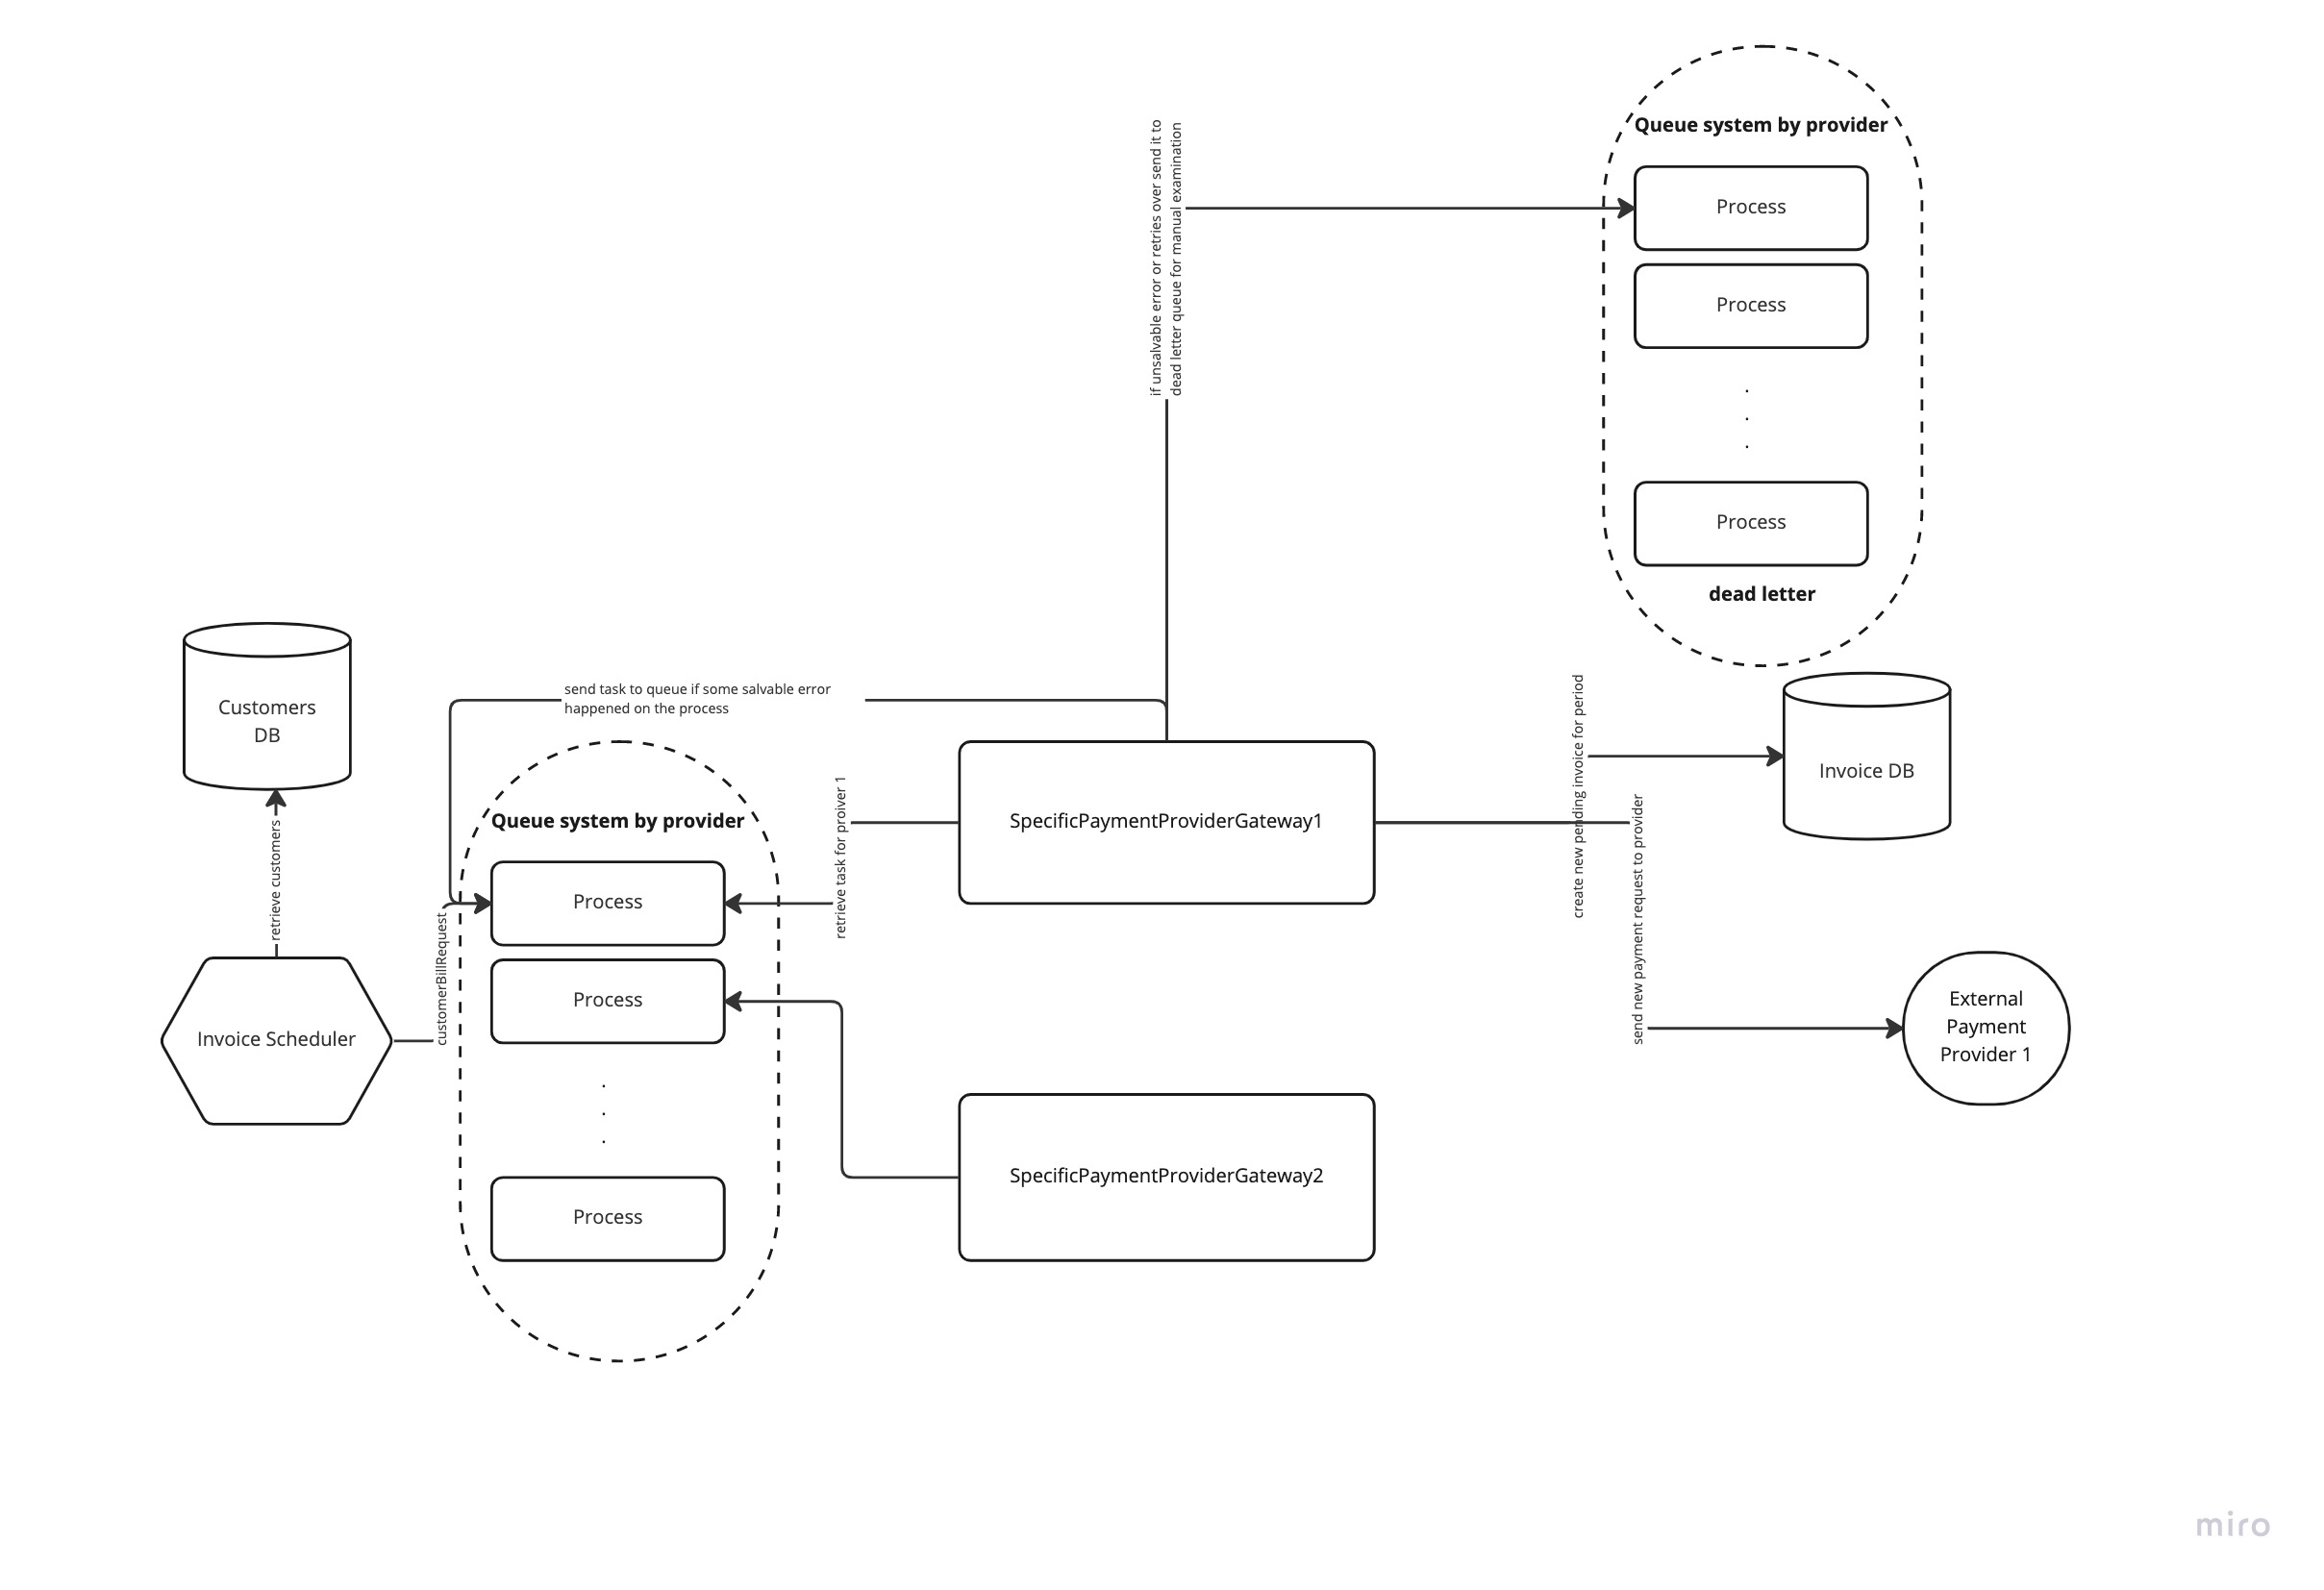 Queue system by provider
Process
Process
.
.
.
Process
dead letter
if unsalvable error or retries over send it to
dead letter queue for manual examination
Customers
DB
retrieve customers
Invoice Scheduler
customerBillRequest
send task to queue if some salvable error
happened on the process
Queue system by provider
Process
Process
.
.
.
Process
retrieve task for proiver 1
SpecificPaymentProviderGateway1
SpecificPaymentProviderGateway2
create new pending invoice for period
Invoice DB
send new payment request to provider
External
Payment
Provider 1
miro